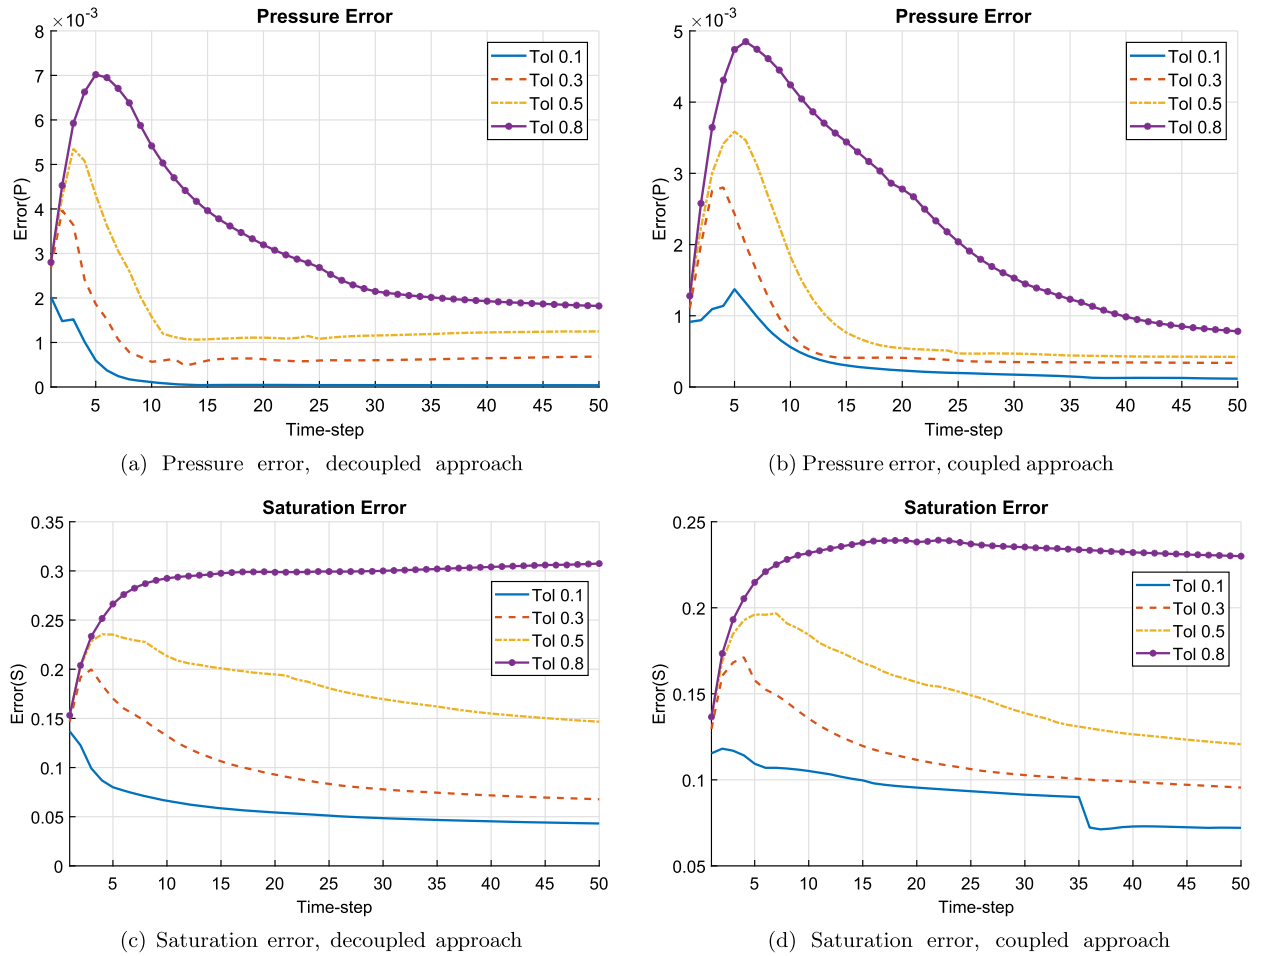 Pressure Error
×10⁻³
8
7
6
5
4
3
2
1
0
Error(P)
5 10 15 20 25 30 35 40 45 50
Time-step
Tol 0.1
Tol 0.3
Tol 0.5
Tol 0.8
(a) Pressure error, decoupled approach
Pressure Error
×10⁻³
5
4
3
2
1
0
Error(P)
5 10 15 20 25 30 35 40 45 50
Time-step
Tol 0.1
Tol 0.3
Tol 0.5
Tol 0.8
(b) Pressure error, coupled approach
Saturation Error
0.35
0.3
0.25
0.2
0.15
0.1
0.05
0
Error(S)
5 10 15 20 25 30 35 40 45 50
Time-step
Tol 0.1
Tol 0.3
Tol 0.5
Tol 0.8
(c) Saturation error, decoupled approach
Saturation Error
0.25
0.2
0.15
0.1
0.05
Error(S)
5 10 15 20 25 30 35 40 45 50
Time-step
Tol 0.1
Tol 0.3
Tol 0.5
Tol 0.8
(d) Saturation error, coupled approach